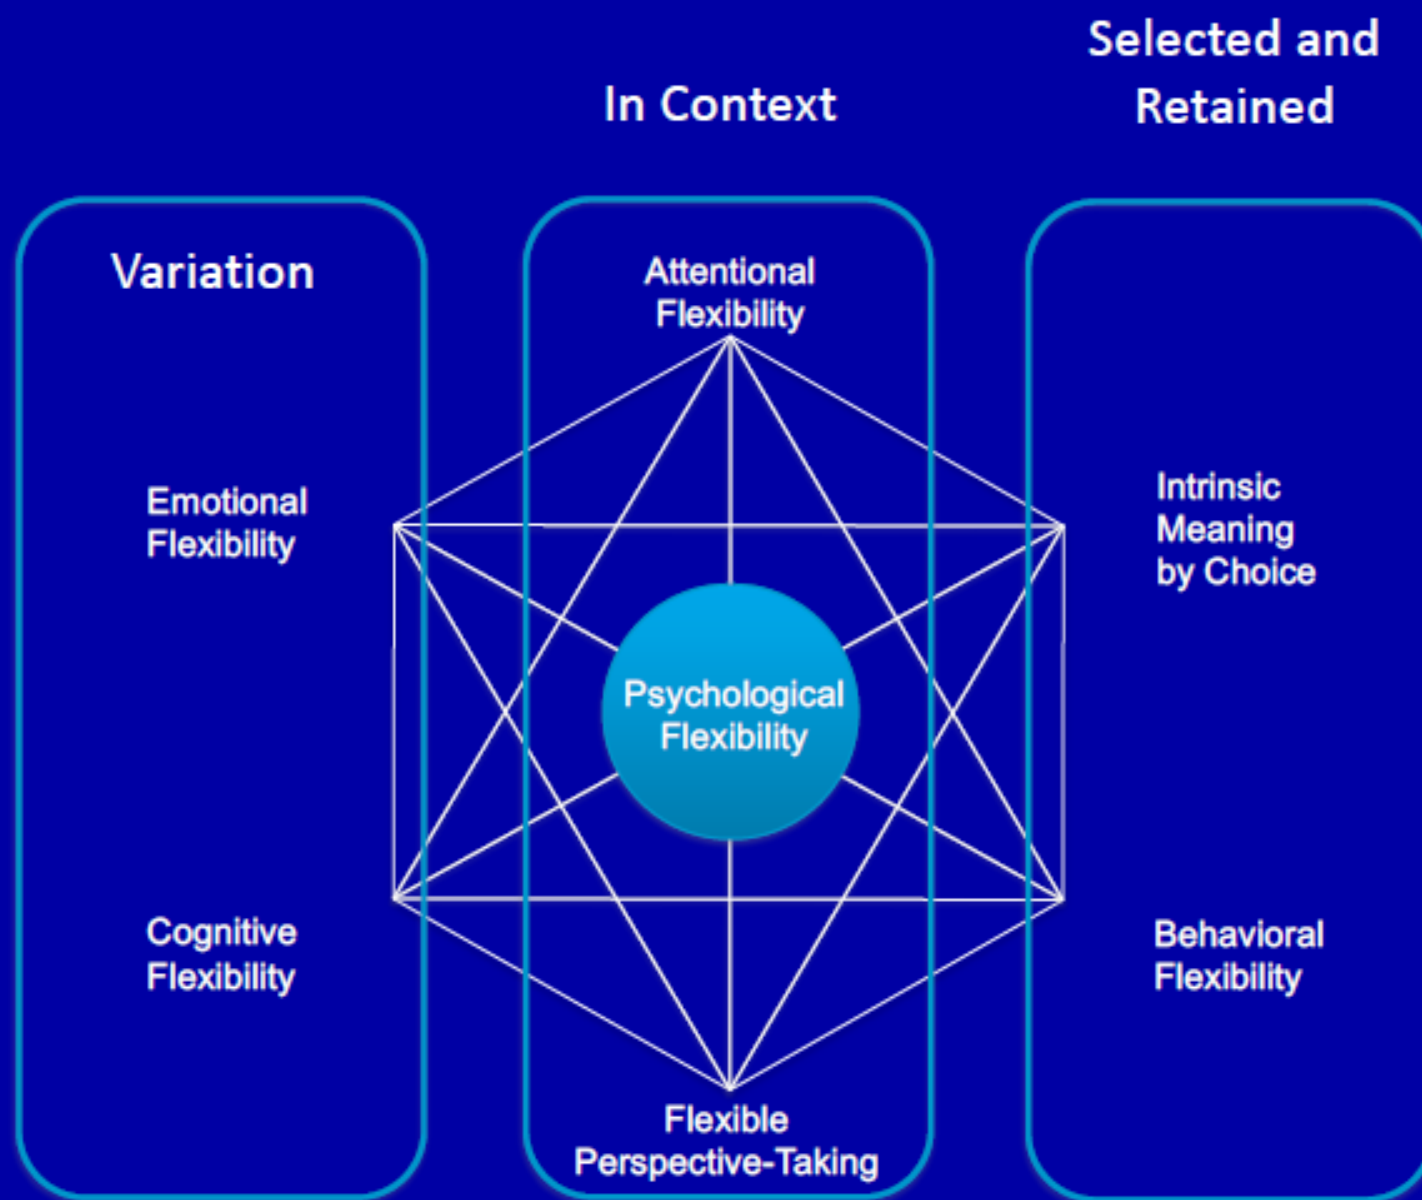 Selected and
Retained
In Context
Variation
Attentional
Flexibility
Emotional
Flexibility
Intrinsic
Meaning
by Choice
Psychological
Flexibility
Cognitive
Flexibility
Behavioral
Flexibility
Flexible
Perspective-Taking